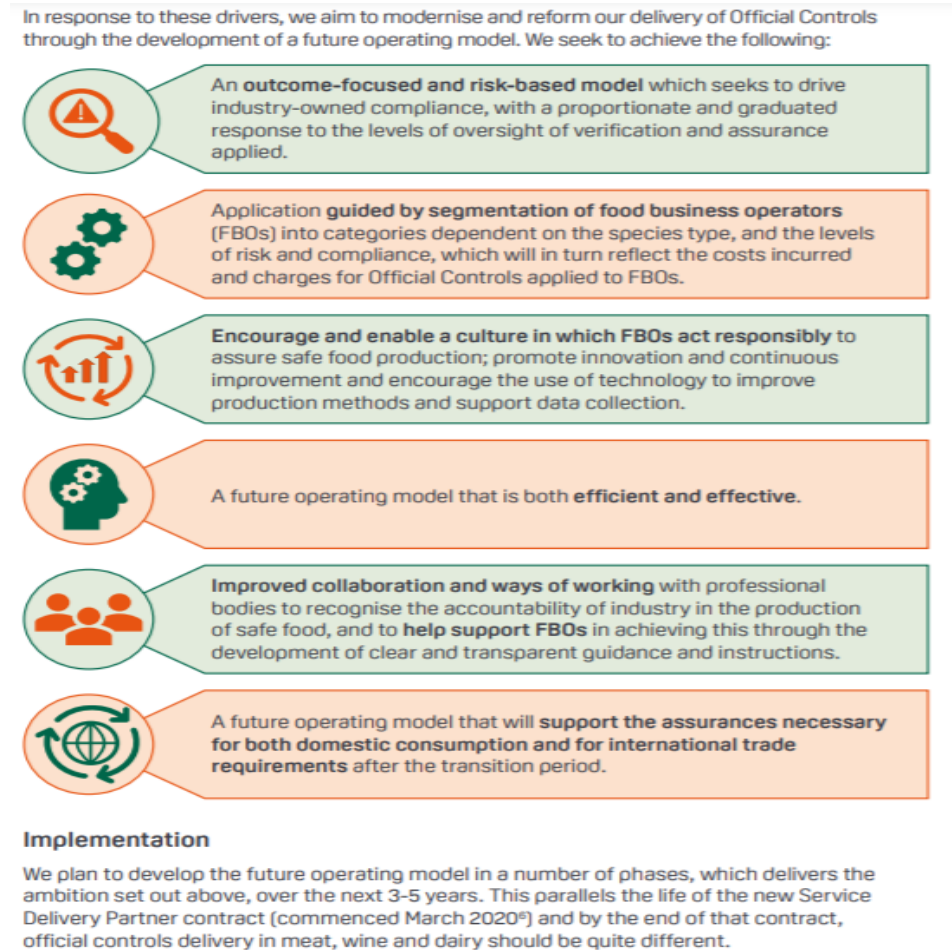 In response to these drivers, we aim to modernise and reform our delivery of Official Controls
through the development of a future operating model. We seek to achieve the following:
An outcome-focused and risk-based model which seeks to drive
industry-owned compliance, with a proportionate and graduated
response to the levels of oversight of verification and assurance
applied.
Application guided by segmentation of food business operators
(FBOs) into categories dependent on the species type, and the levels
of risk and compliance, which will in turn reflect the costs incurred
and charges for Official Controls applied to FBOs.
Encourage and enable a culture in which FBOs act responsibly to
assure safe food production; promote innovation and continuous
improvement and encourage the use of technology to improve
production methods and support data collection.
A future operating model that is both efficient and effective.
Improved collaboration and ways of working with professional
bodies to recognise the accountability of industry in the production
of safe food, and to help support FBOs in achieving this through the
development of clear and transparent guidance and instructions.
A future operating model that will support the assurances necessary
for both domestic consumption and for international trade
requirements after the transition period.
Implementation
We plan to develop the future operating model in a number of phases, which delivers the
ambition set out above, over the next 3-5 years. This parallels the life of the new Service
Delivery Partner contract (commenced March 2020⁶) and by the end of that contract,
official controls delivery in meat, wine and dairy should be quite different.